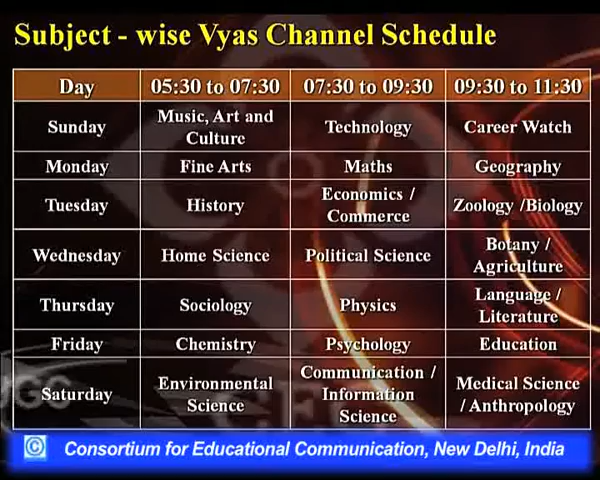 Subject - wise Vyas Channel Schedule
Day 05:30 to 07:30 07:30 to 09:30 09:30 to 11:30
Sunday Music, Art and Culture Technology Career Watch
Monday Fine Arts Maths Geography
Tuesday History Economics / Commerce Zoology /Biology
Wednesday Home Science Political Science Botany / Agriculture
Thursday Sociology Physics Language / Literature
Friday Chemistry Psychology Education
Saturday Environmental Science Communication / Information Science Medical Science / Anthropology
© Consortium for Educational Communication, New Delhi, India